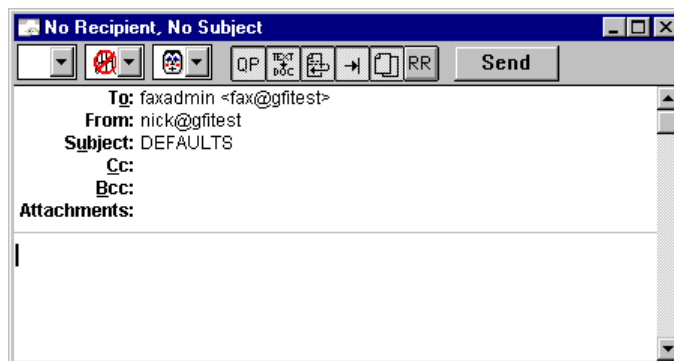 No Recipient, No Subject
QP TEXT DOC RR Send
To: faxadmin <fax@gfitest>
From: nick@gfitest
Subject: DEFAULTS
Cc:
Bcc:
Attachments: